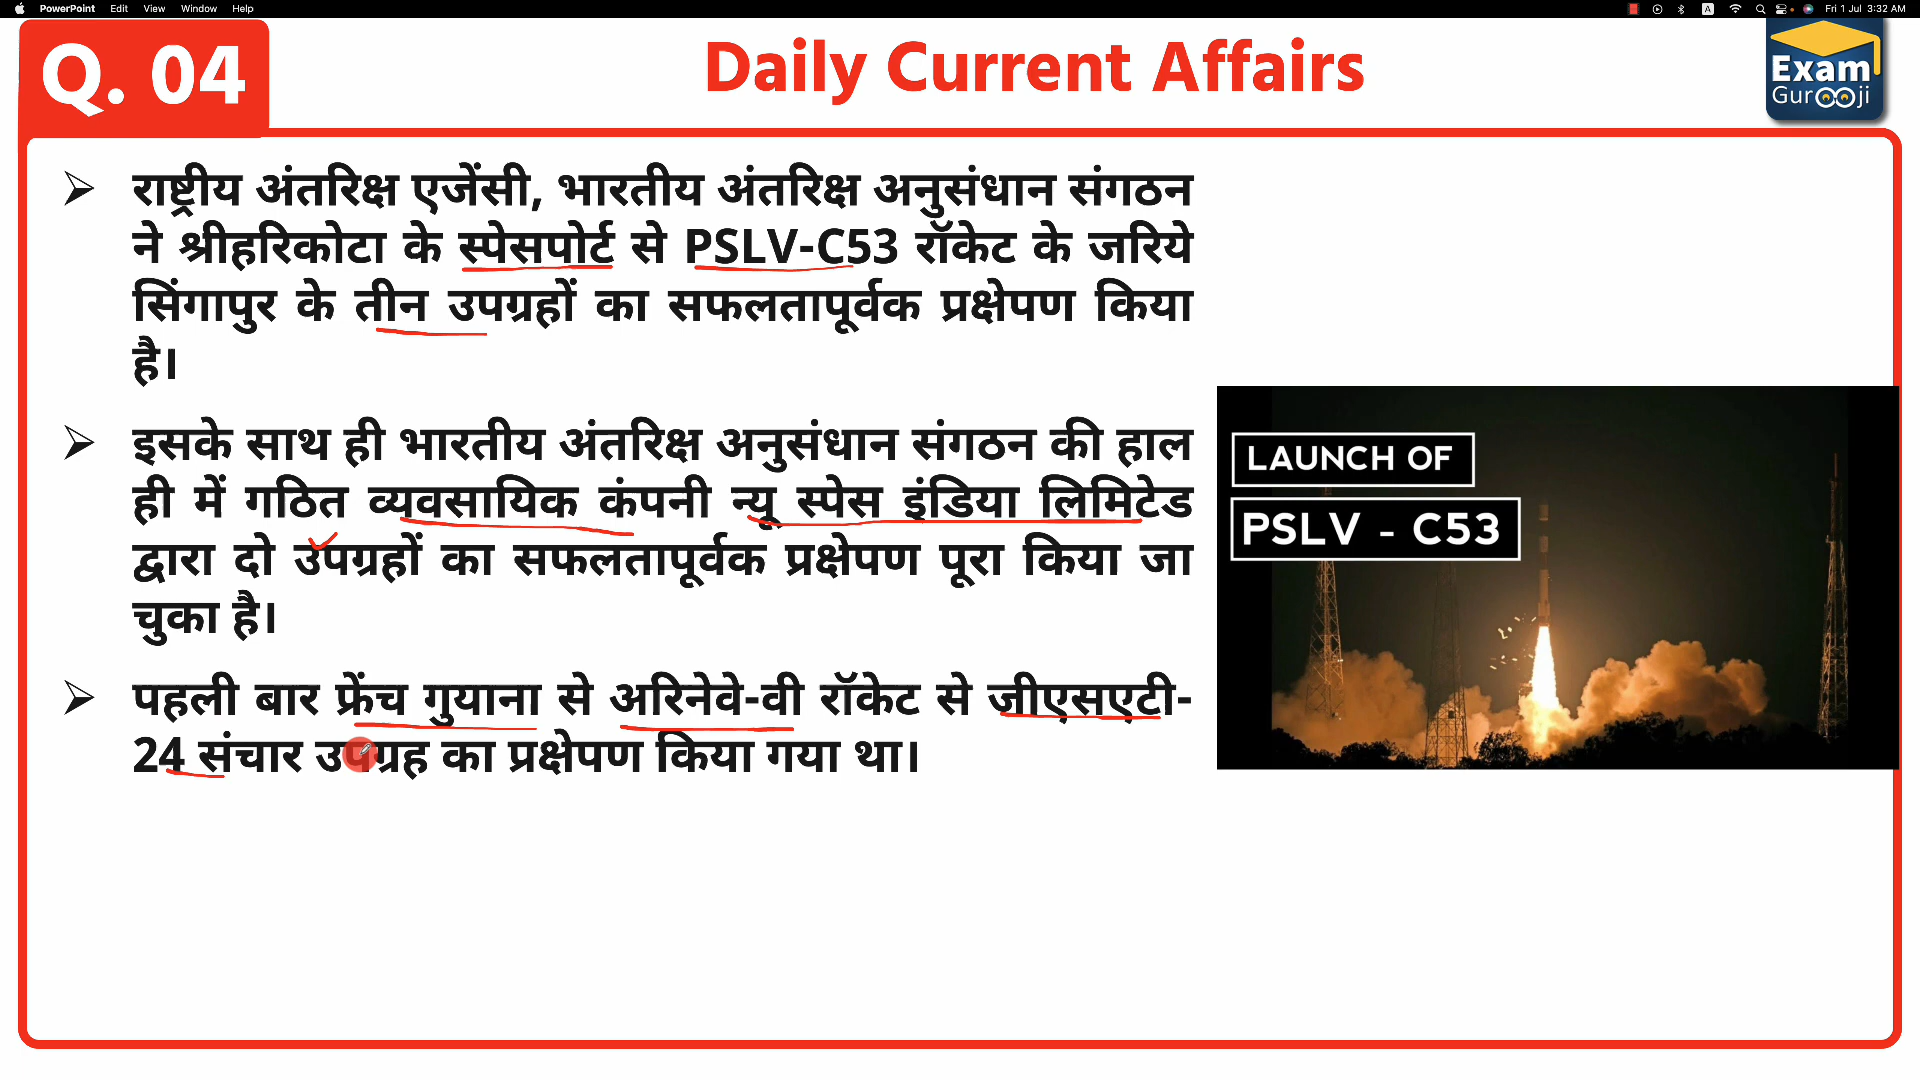 PowerPoint Edit View Window Help
A Fri 1 Jul 3:32 AM
Q. 04
Daily Current Affairs
Exam
Gurooji
राष्ट्रीय अंतरिक्ष एजेंसी, भारतीय अंतरिक्ष अनुसंधान संगठन
ने श्रीहरिकोटा के स्पेसपोर्ट से PSLV-C53 रॉकेट के जरिये
सिंगापुर के तीन उपग्रहों का सफलतापूर्वक प्रक्षेपण किया
है।
इसके साथ ही भारतीय अंतरिक्ष अनुसंधान संगठन की हाल
ही में गठित व्यवसायिक कंपनी न्यू स्पेस इंडिया लिमिटेड
द्वारा दो उपग्रहों का सफलतापूर्वक प्रक्षेपण पूरा किया जा
चुका है।
पहली बार फ्रेंच गुयाना से अरिनेवे-वी रॉकेट से जीएसएटी-
24 संचार उपग्रह का प्रक्षेपण किया गया था।
LAUNCH OF
PSLV - C53